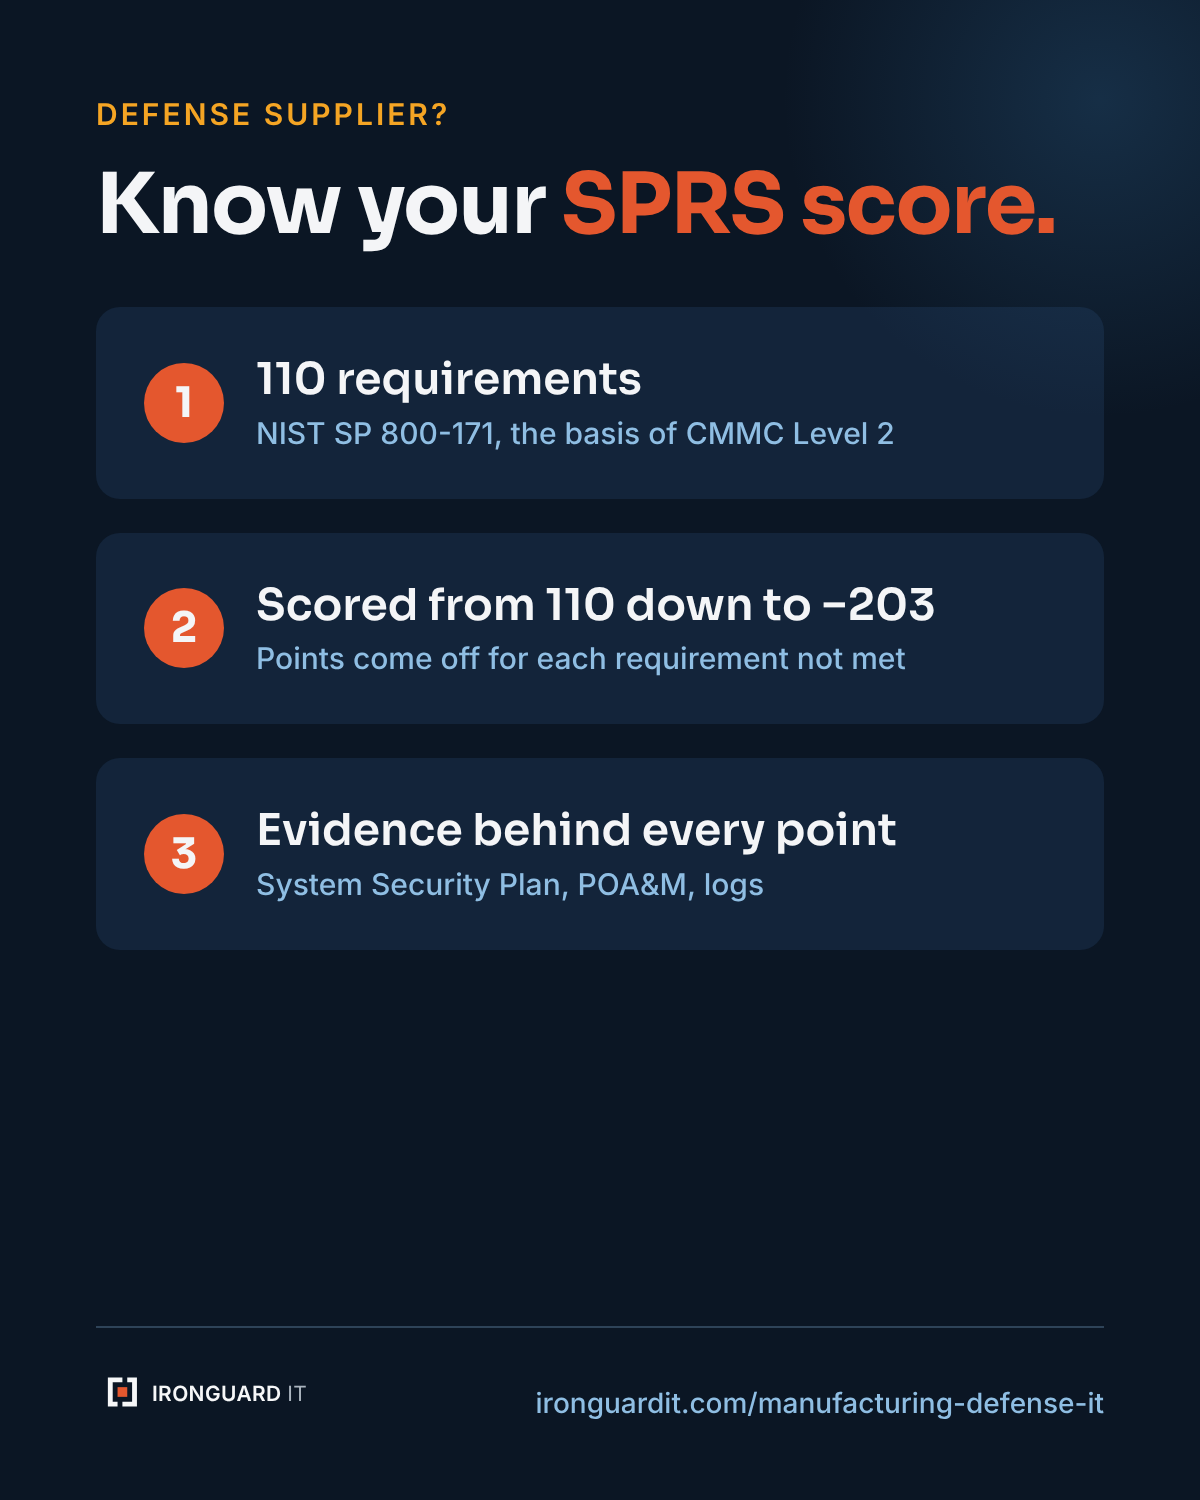 DEFENSE SUPPLIER?
Know your SPRS score.
1
110 requirements
NIST SP 800-171, the basis of CMMC Level 2
2
Scored from 110 down to −203
Points come off for each requirement not met
3
Evidence behind every point
System Security Plan, POA&M, logs
IRONGUARD IT
ironguardit.com/manufacturing-defense-it